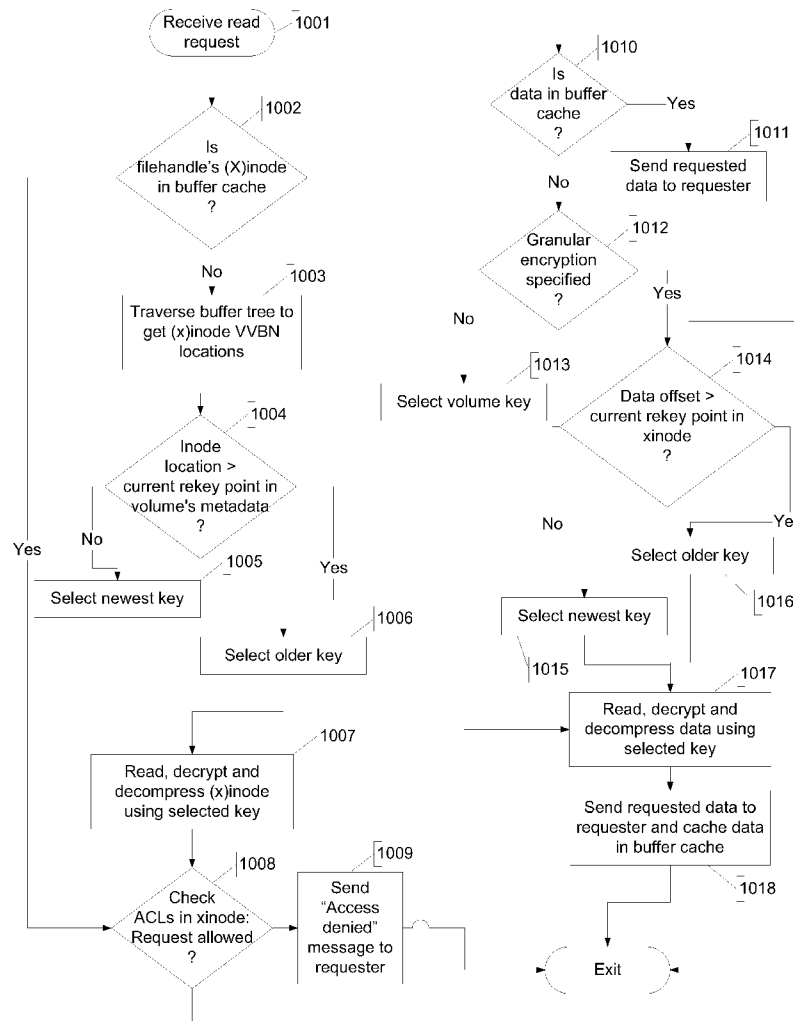 Receive read
request
1001
1002
Is
filehandle's (X)inode
in buffer cache
?
No
1003
Traverse buffer tree to
get (x)inode VVBN
locations
1004
Inode
location >
current rekey point in
volume's metadata
?
Yes
No
Yes
1005
Select newest key
1006
Select older key
1007
Read, decrypt and
decompress (x)inode
using selected key
1008
Check
ACLs in xinode:
Request allowed
?
1009
Send
“Access
denied”
message to
requester
1010
Is
data in buffer
cache
?
Yes
1011
Send requested
data to requester
No
1012
Granular
encryption
specified
?
Yes
No
1013
Select volume key
1014
Data offset >
current rekey point in
xinode
?
Ye
No
Select older key
1016
Select newest key
1015
1017
Read, decrypt and
decompress data using
selected key
Send requested data to
requester and cache data
in buffer cache
1018
Exit